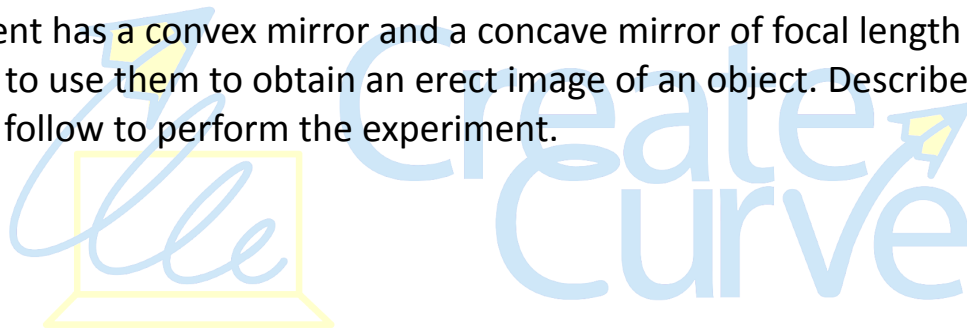 ent has a convex mirror and a concave mirror of focal length
to use them to obtain an erect image of an object. Describe
follow to perform the experiment.
Create
Curve